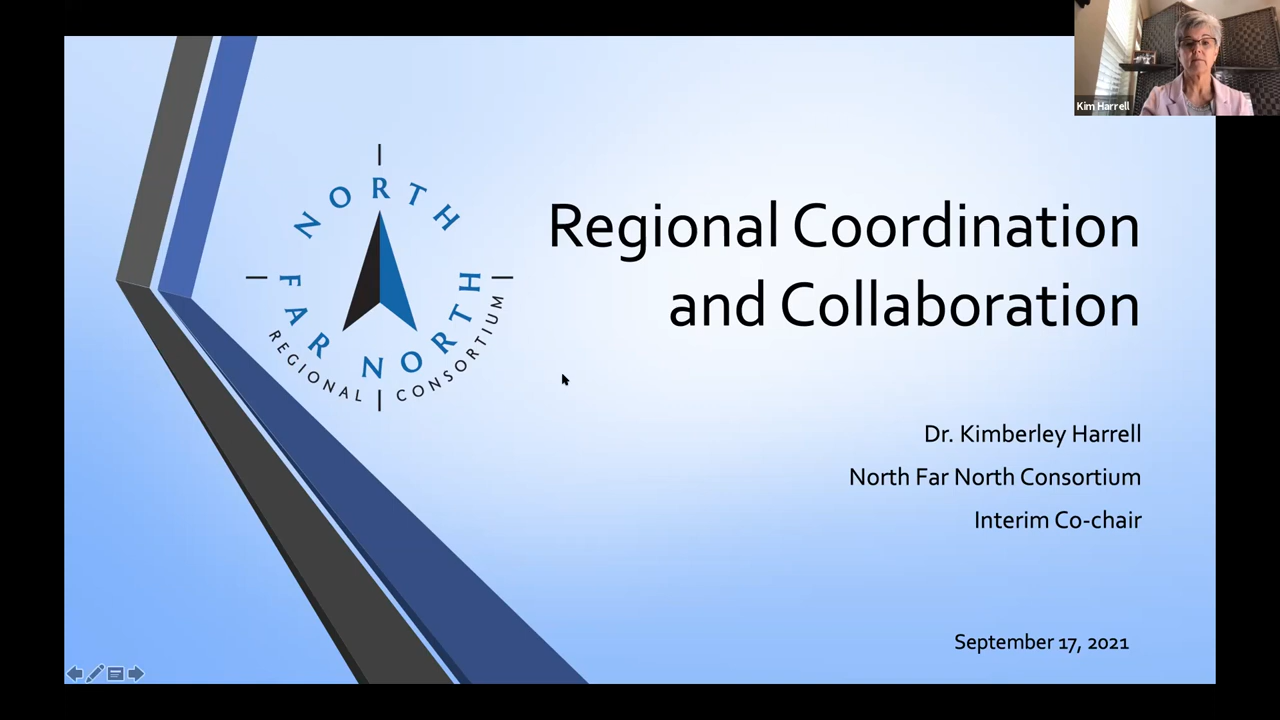 Kim Harrell
NORTH
FAR NORTH
REGIONAL CONSORTIUM
Regional Coordination
and Collaboration
Dr. Kimberley Harrell
North Far North Consortium
Interim Co-chair
September 17, 2021